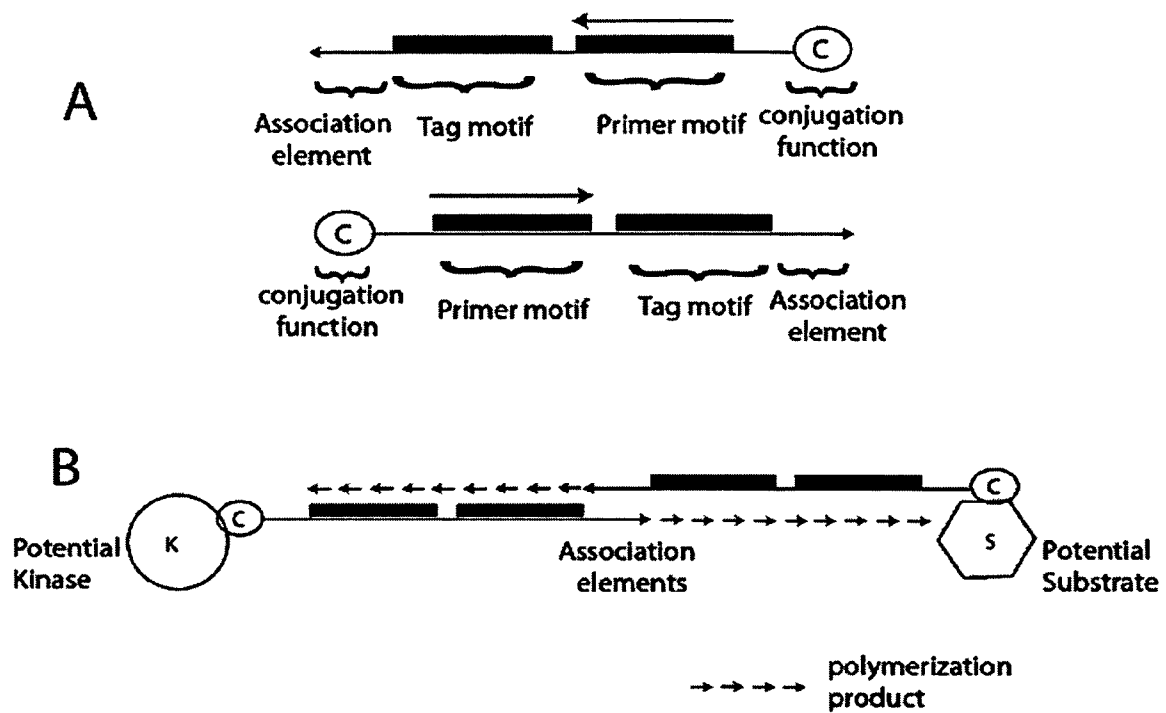 A
C
Association
element
Tag motif
Primer motif
conjugation
function
C
conjugation
function
Primer motif
Tag motif
Association
element
B
Potential
Kinase
K
C
Association
elements
C
S
Potential
Substrate
polymerization
product